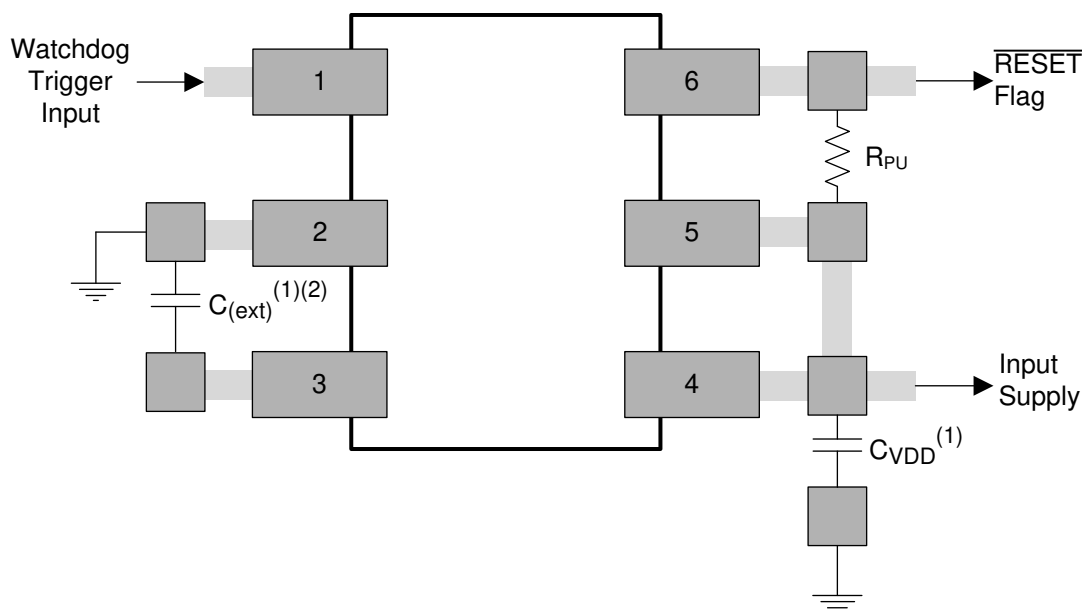 Watchdog
Trigger
Input
1
6
RESET
Flag
RPU
2
5
C(ext)(1)(2)
3
4
Input
Supply
CVDD(1)